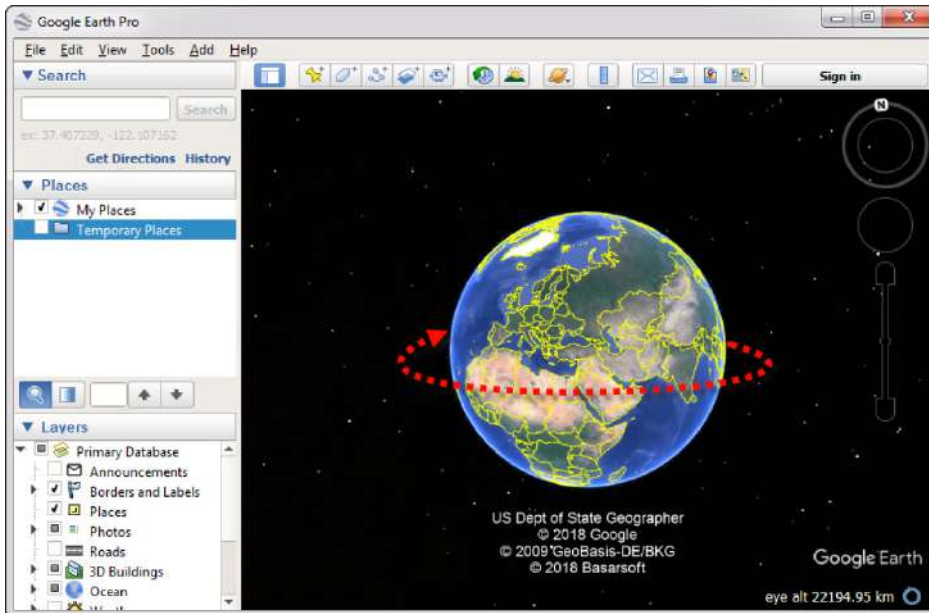 Google Earth Pro
File Edit View Tools Add Help
Search
Search
ex: 37.407229, -122.107162
Get Directions History
Places
My Places
Temporary Places
Layers
Primary Database
Announcements
Borders and Labels
Places
Photos
Roads
3D Buildings
Ocean
Sign in
N
US Dept of State Geographer
© 2018 Google
© 2009 GeoBasis-DE/BKG
© 2018 Basarsoft
Google Earth
eye alt 22194.95 km